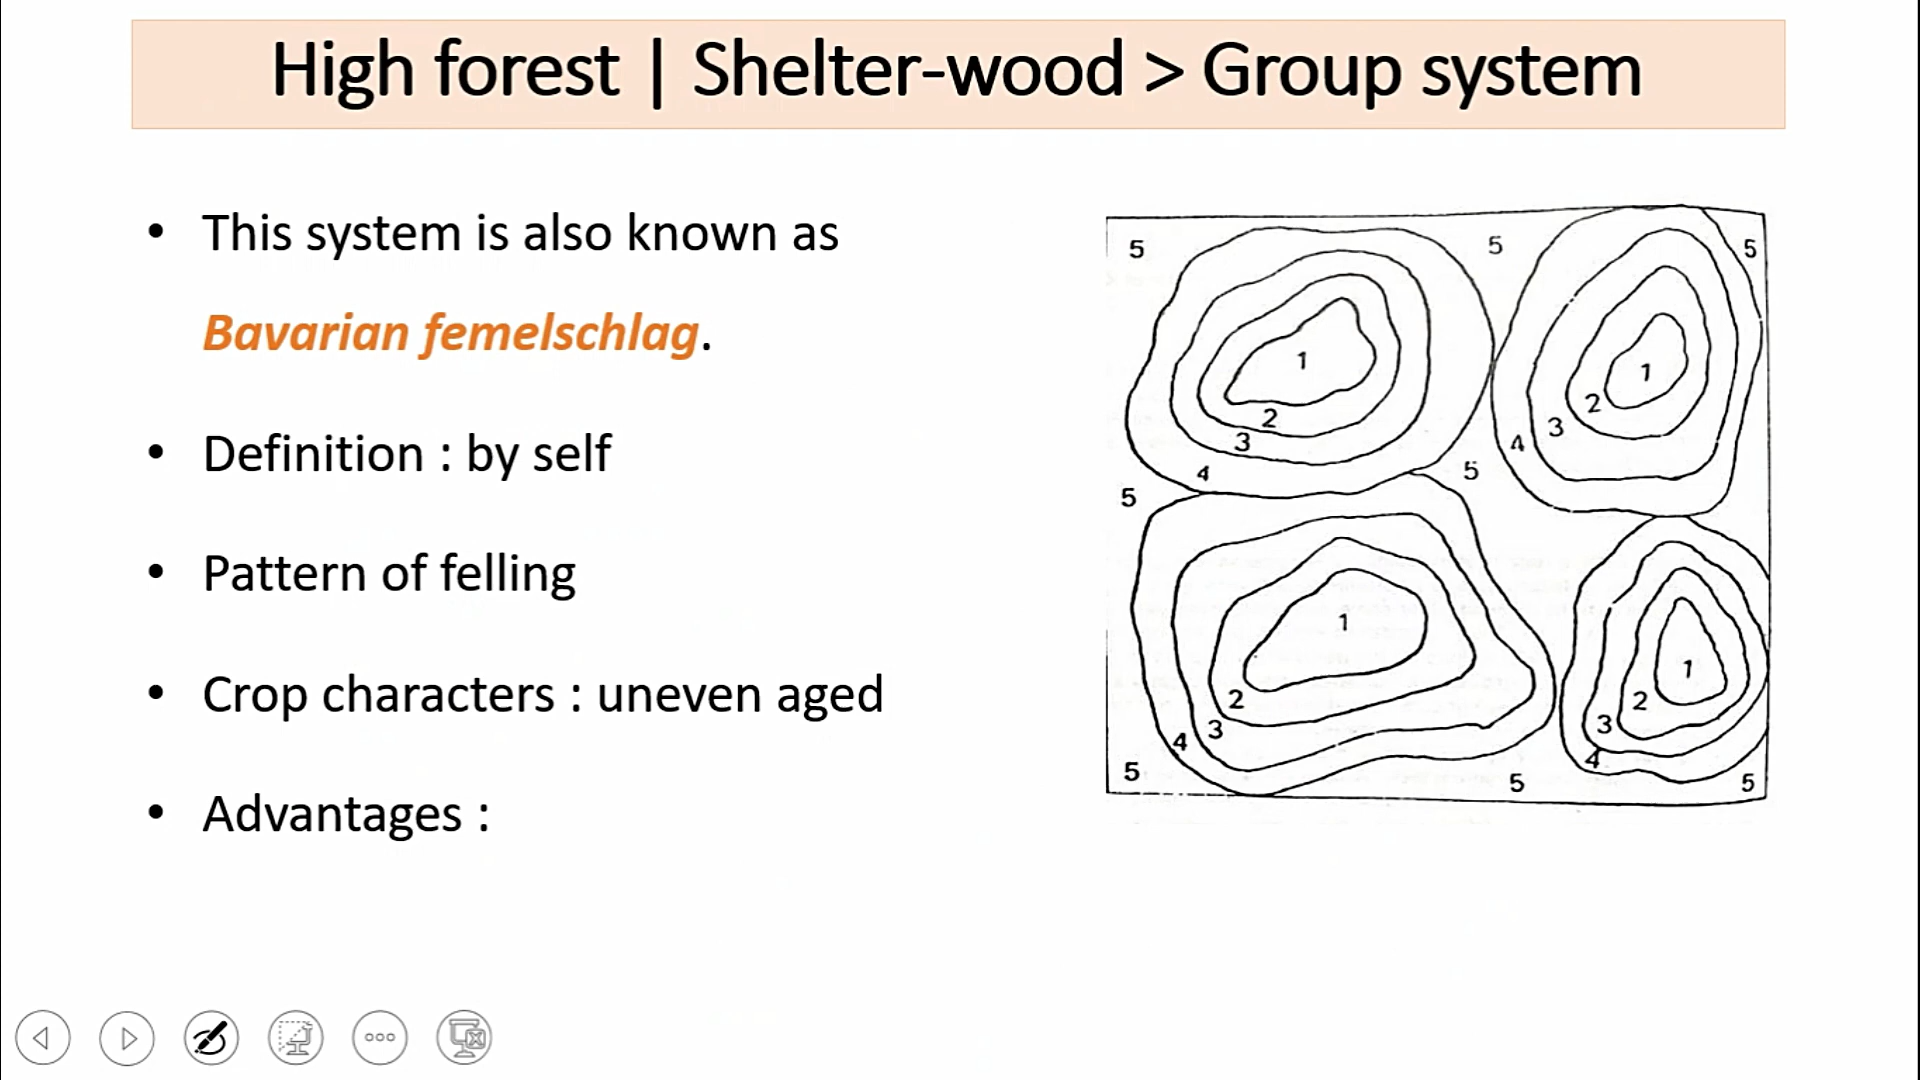 High forest | Shelter-wood > Group system
• This system is also known as
Bavarian femelschlag.
• Definition : by self
• Pattern of felling
• Crop characters : uneven aged
• Advantages :
5 5 5
1 1
2 2
3 3
4 4
5 5
1 1
2 2
3 3
4 4
5 5 5